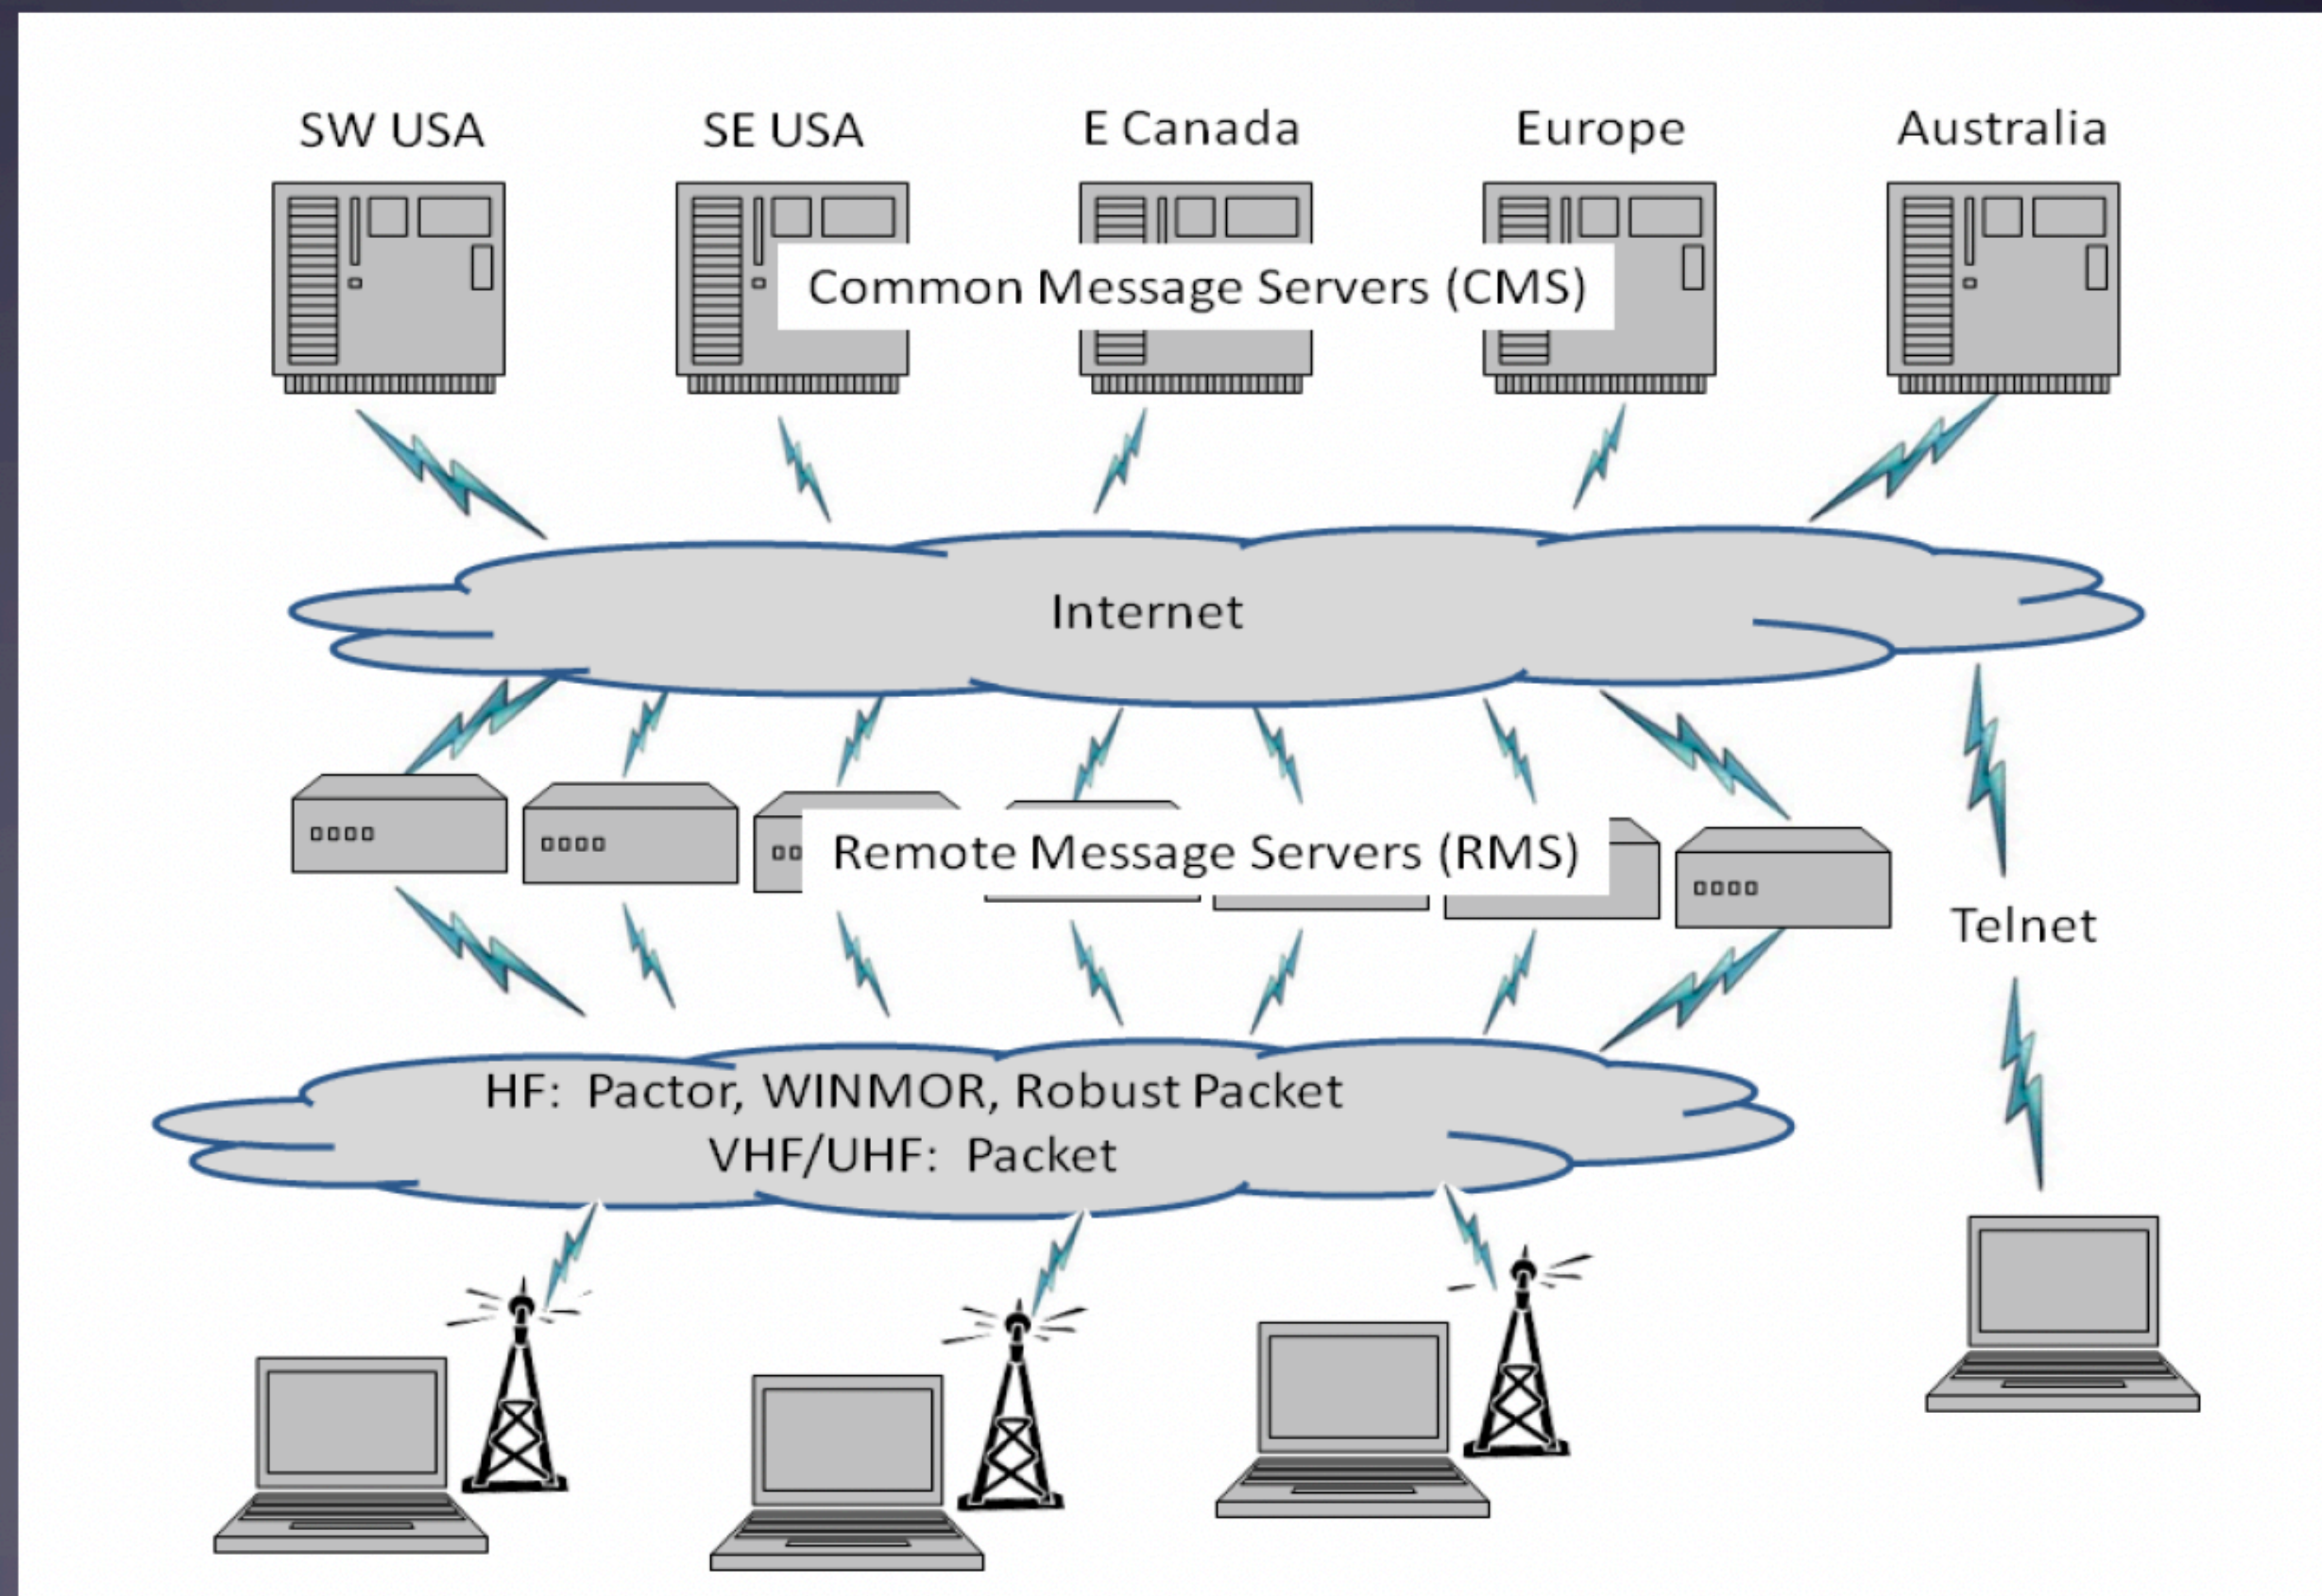 SW USA
SE USA
E Canada
Europe
Australia
Common Message Servers (CMS)
Internet
Remote Message Servers (RMS)
Telnet
HF:  Pactor, WINMOR, Robust Packet
VHF/UHF:  Packet